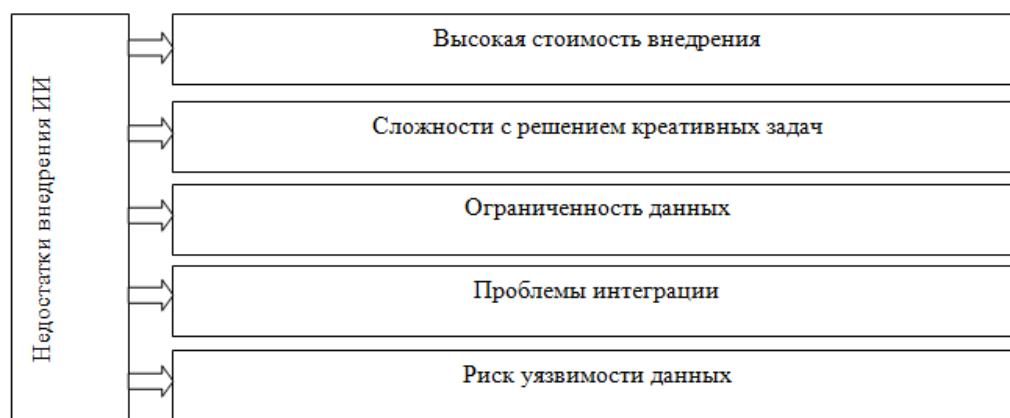 Недостатки внедрения ИИ
Высокая стоимость внедрения
Сложности с решением креативных задач
Ограниченность данных
Проблемы интеграции
Риск уязвимости данных